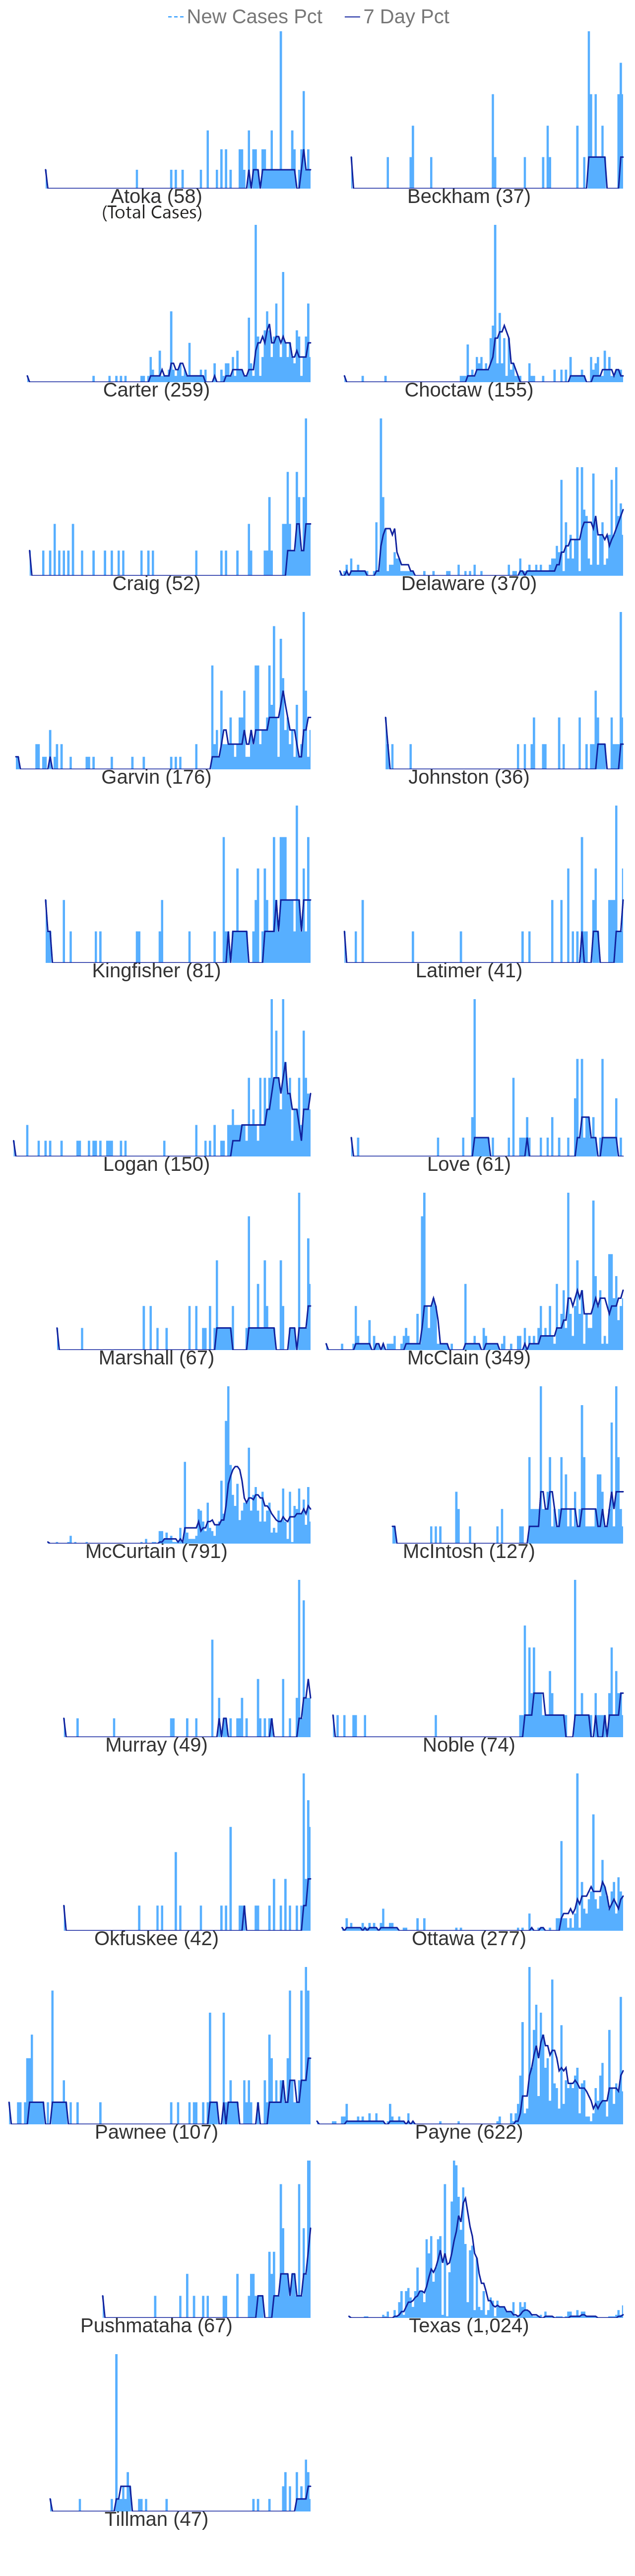 New Cases Pct 7 Day Pct
Atoka (58) Beckham (37)
(Total Cases)
Carter (259) Choctaw (155)
Craig (52) Delaware (370)
Garvin (176) Johnston (36)
Kingfisher (81) Latimer (41)
Logan (150) Love (61)
Marshall (67) McClain (349)
McCurtain (791) McIntosh (127)
Murray (49) Noble (74)
Okfuskee (42) Ottawa (277)
Pawnee (107) Payne (622)
Pushmataha (67) Texas (1,024)
Tillman (47)